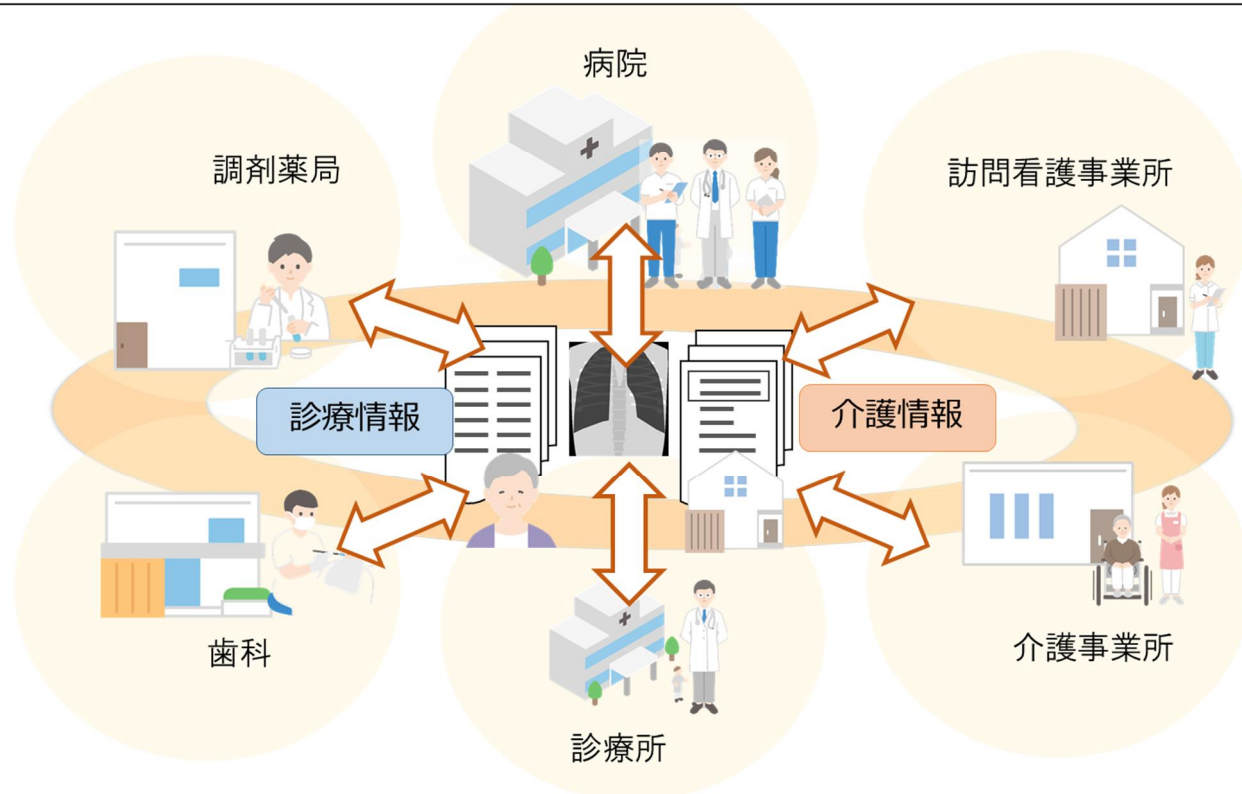 病院
調剤薬局
訪問看護事業所
診療情報
介護情報
歯科
介護事業所
診療所